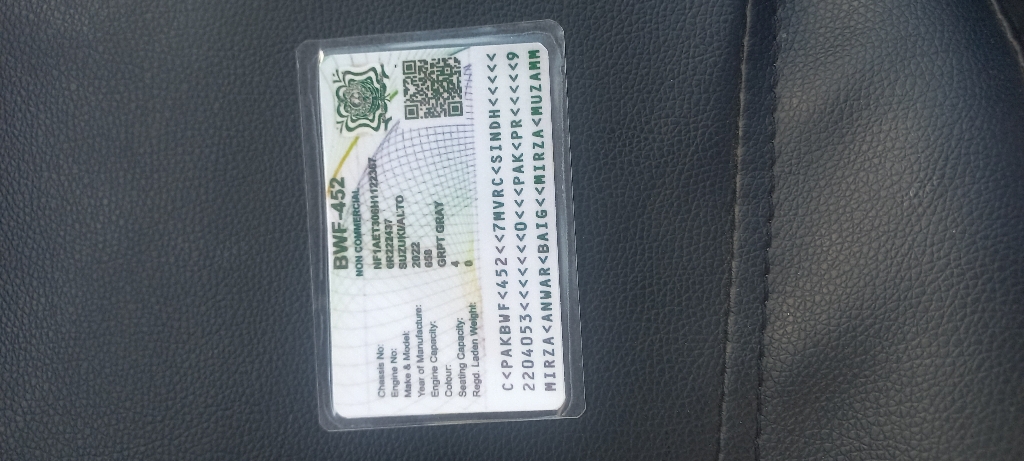 BWF-452
NON COMMERCIAL
Chassis No: NF1AET306H1122307
Engine No: GR222437
Make & Model: SUZUKI/ALTO
Year of Manufacture: 2022
Engine Capacity: 658
Colour: GRPT GRAY
Seating Capacity: 4
Regd. Laden Weight: 0
C<PAKBWF<452<<7MVRC<SINDH<<<<<
2204053<<<<<<<0<<<PAK<PR<<<<<9
MIRZA<ANWAR<BAIG<<MIRZA<MUZAMM